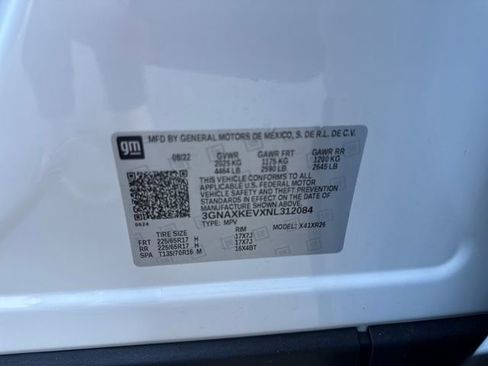 gm
MFD BY GENERAL MOTORS DE MEXICO, S. DE R.L. DE C.V.
06/22 GVWR GAWR FRT GAWR RR
2025 KG 1175 KG 1200 KG
4464 LB 2590 LB 2645 LB
THIS VEHICLE CONFORMS TO ALL APPLICABLE
U.S. FEDERAL MOTOR
VEHICLE SAFETY AND THEFT PREVENTION
STANDARDS IN EFFECT ON THE DATE OF
MANUFACTURE SHOWN ABOVE.
3GNAXKEVXNL312084
TYPE: MPV MODEL: X41XR26
TIRE SIZE RIM
FRT 225/65R17 H 17X7J
RR 225/65R17 H 17X7J
SPA T135/70R16 M 16X4BT